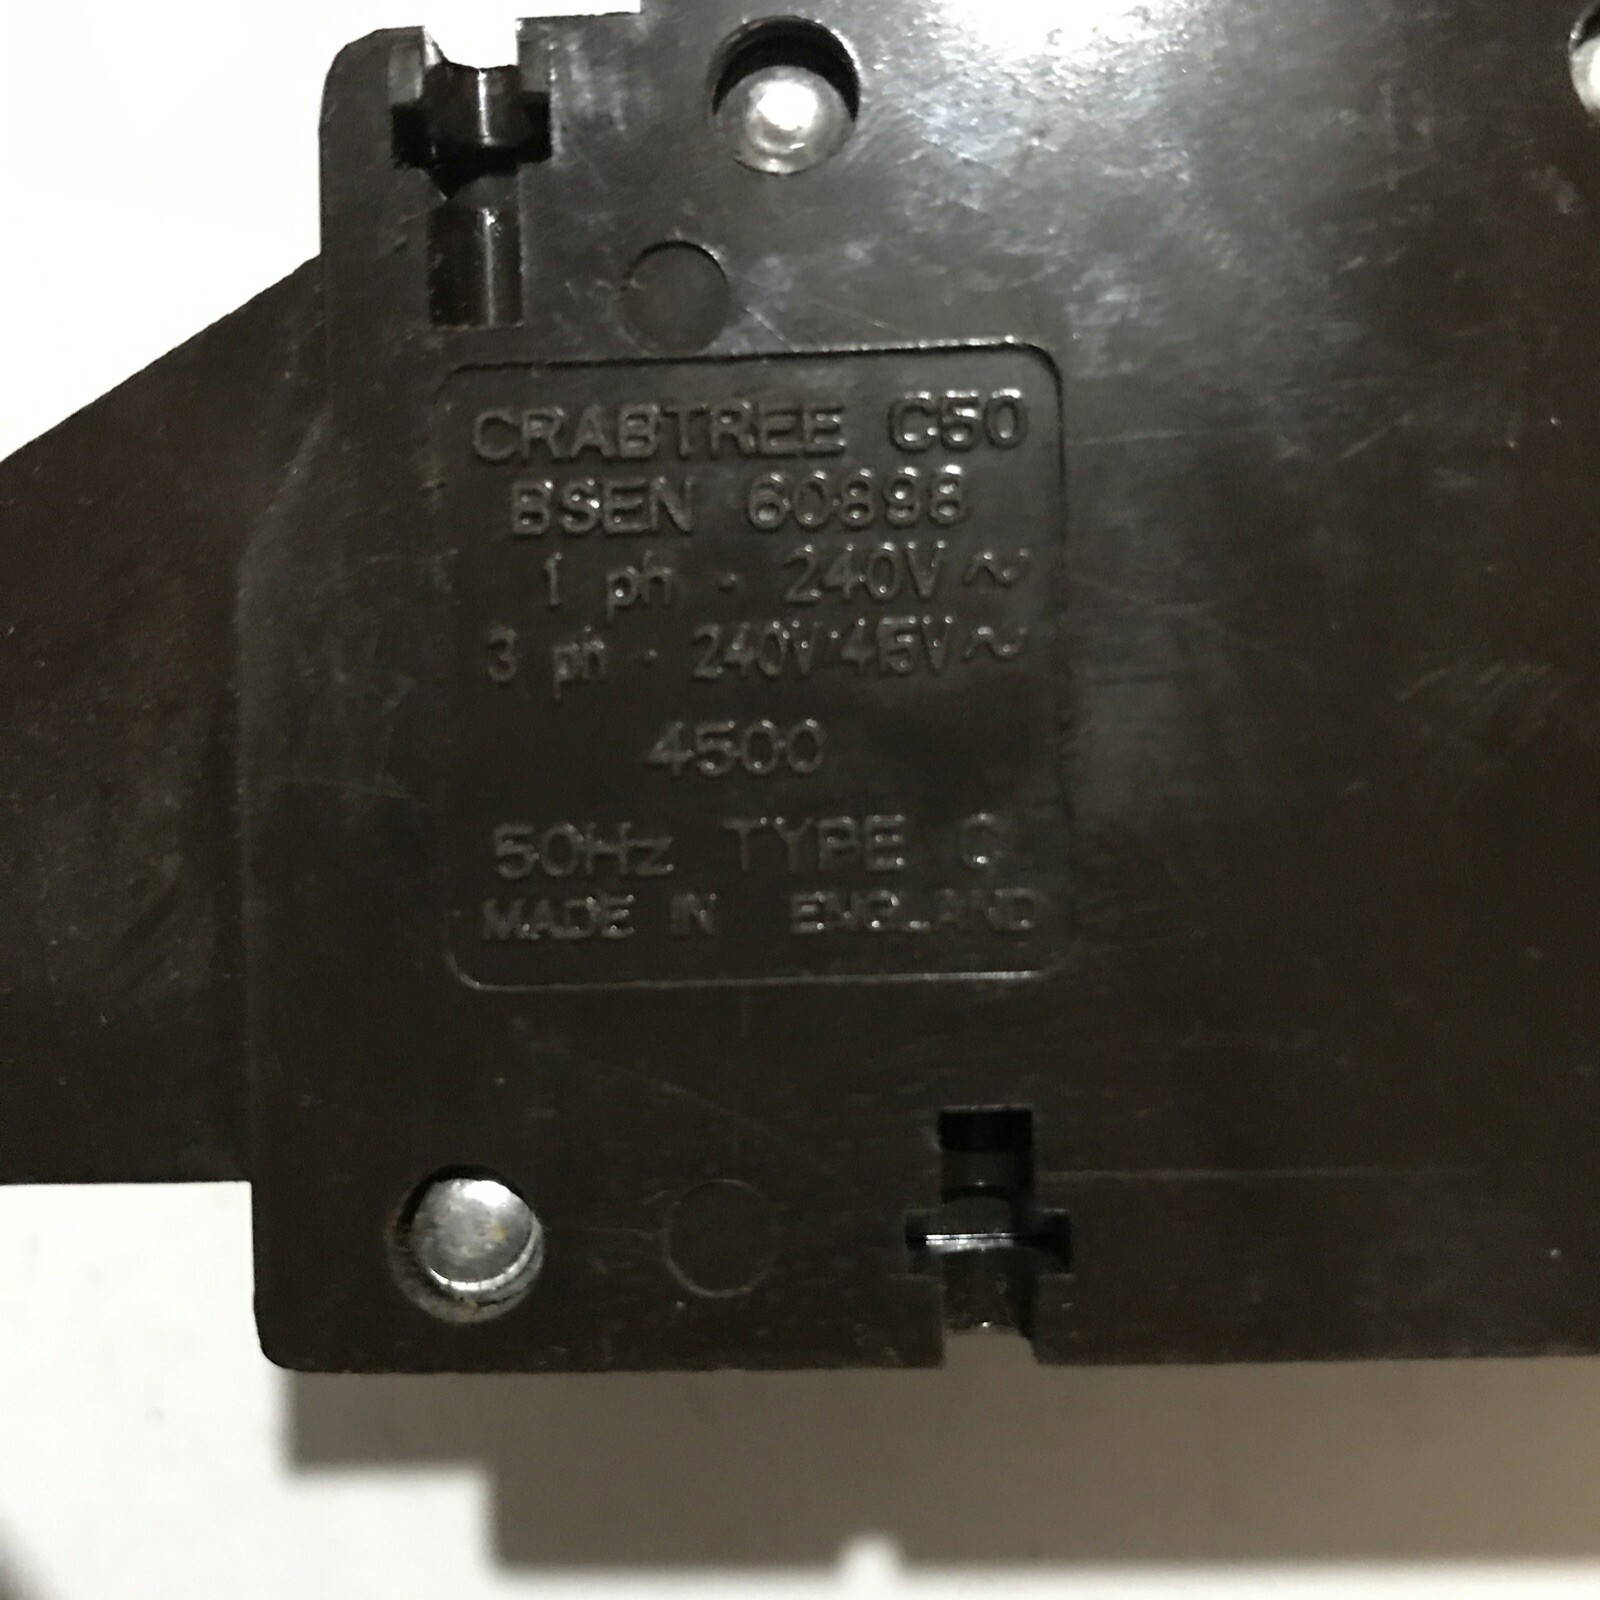 CRABTREE C50
BSEN 60898
1 ph - 240V ~
3 ph - 240V/415V ~
4500
50Hz TYPE C
MADE IN ENGLAND